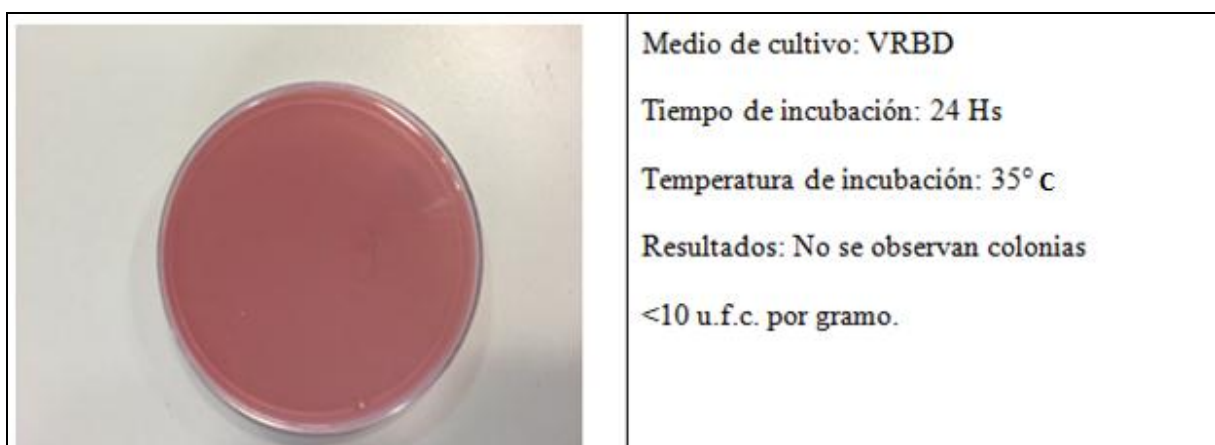 Medio de cultivo: VRBD
Tiempo de incubación: 24 Hs
Temperatura de incubación: 35° C
Resultados: No se observan colonias
<10 u.f.c. por gramo.